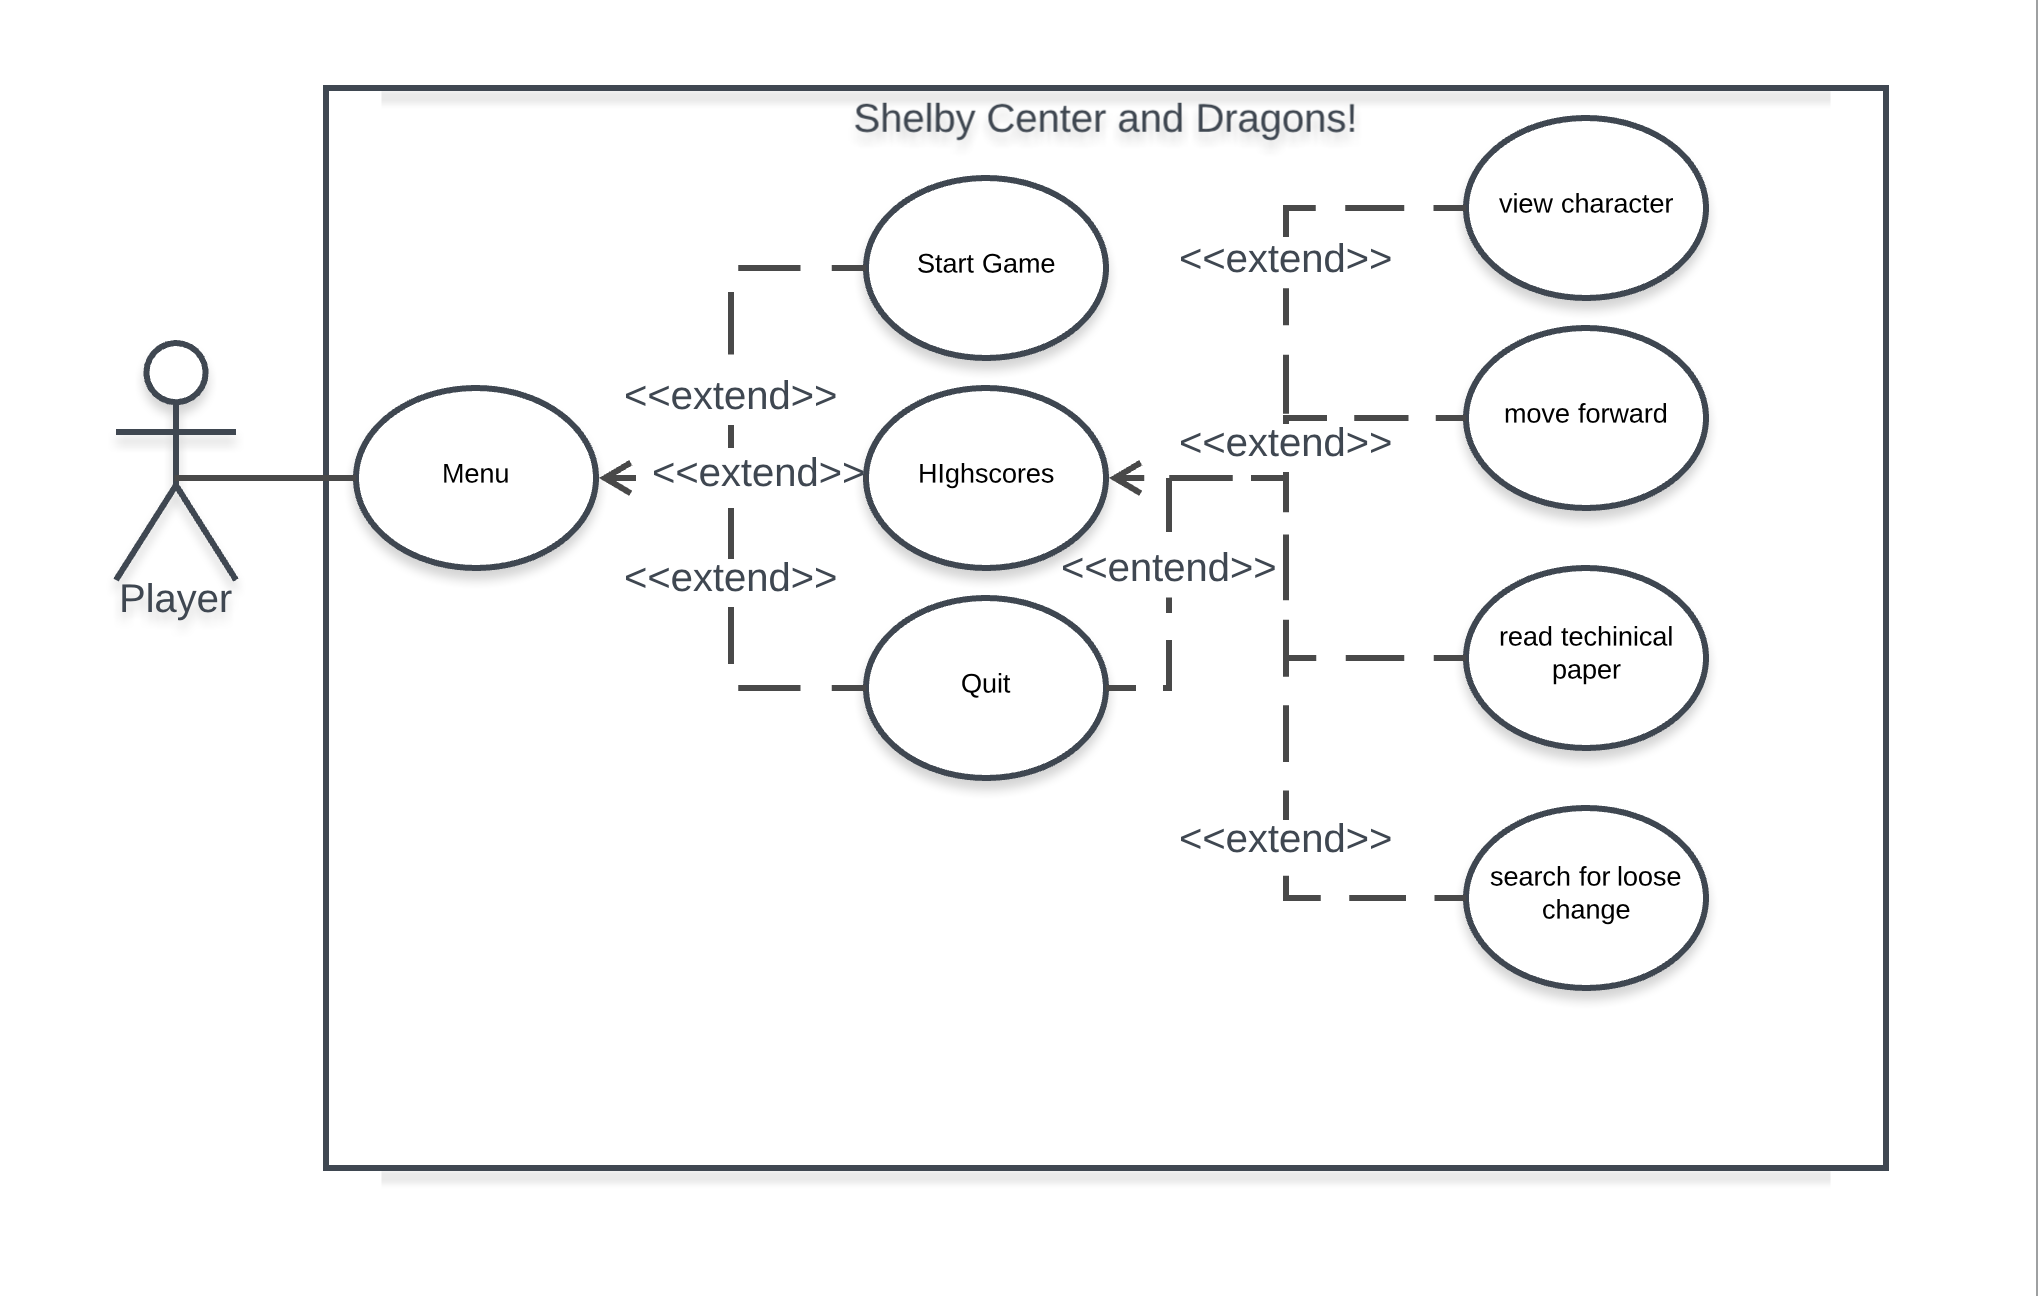 Shelby Center and Dragons!
view character
Start Game
<<extend>>
<<extend>>
move forward
<<extend>>
Menu
<<extend>>
HIghscores
<<entend>>
<<extend>>
Player
read techinical
paper
Quit
<<extend>>
search for loose
change